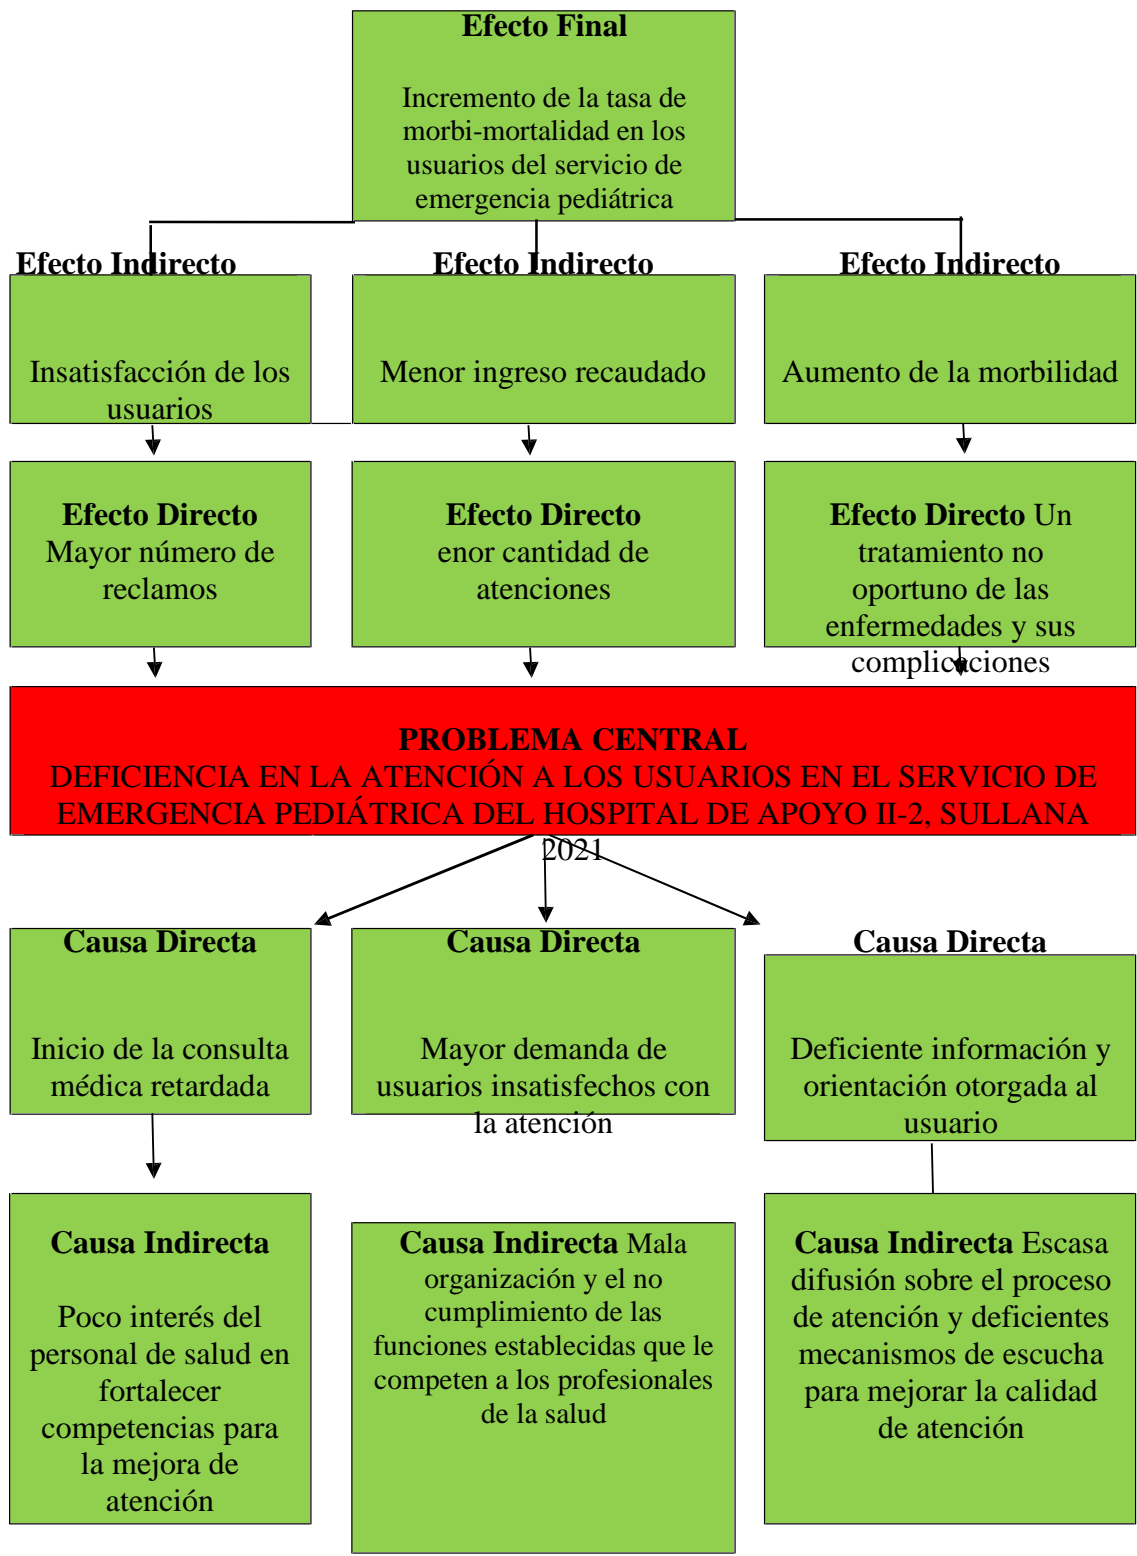 Efecto Final
Incremento de la tasa de
morbi-mortalidad en los
usuarios del servicio de
emergencia pediátrica
Efecto Indirecto
Insatisfacción de los
usuarios
Efecto Indirecto
Menor ingreso recaudado
Efecto Indirecto
Aumento de la morbilidad
Efecto Directo
Mayor número de
reclamos
Efecto Directo
enor cantidad de
atenciones
Efecto Directo Un
tratamiento no
oportuno de las
enfermedades y sus
complicaciones
PROBLEMA CENTRAL
DEFICIENCIA EN LA ATENCIÓN A LOS USUARIOS EN EL SERVICIO DE
EMERGENCIA PEDIÁTRICA DEL HOSPITAL DE APOYO II-2, SULLANA
2021
Causa Directa
Inicio de la consulta
médica retardada
Causa Directa
Mayor demanda de
usuarios insatisfechos con
la atención
Causa Directa
Deficiente información y
orientación otorgada al
usuario
Causa Indirecta
Poco interés del
personal de salud en
fortalecer
competencias para
la mejora de
atención
Causa Indirecta Mala
organización y el no
cumplimiento de las
funciones establecidas que le
competen a los profesionales
de la salud
Causa Indirecta Escasa
difusión sobre el proceso
de atención y deficientes
mecanismos de escucha
para mejorar la calidad
de atención